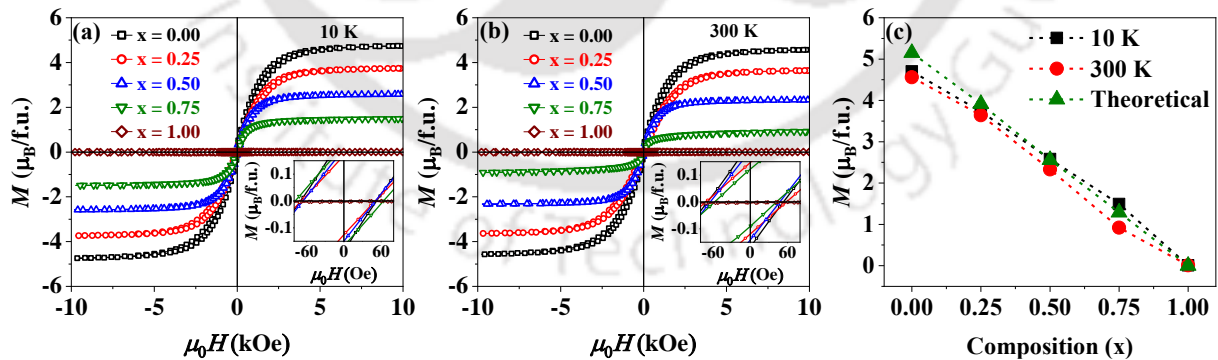 (a)
10 K
x = 0.00
x = 0.25
x = 0.50
x = 0.75
x = 1.00
M (μB/f.u.)
6
4
2
0
-2
-4
-6
-10
-5
0
5
10
μ0H (kOe)
M (μB/f.u.)
0.1
0.0
-0.1
-60
0
60
μ0H (Oe)
(b)
300 K
x = 0.00
x = 0.25
x = 0.50
x = 0.75
x = 1.00
M (μB/f.u.)
6
4
2
0
-2
-4
-6
-10
-5
0
5
10
μ0H (kOe)
M (μB/f.u.)
0.1
0.0
-0.1
-60
0
60
μ0H (Oe)
(c)
10 K
300 K
Theoretical
M (μB/f.u.)
6
5
4
3
2
1
0
0.00
0.25
0.50
0.75
1.00
Composition (x)
of Technology Guw